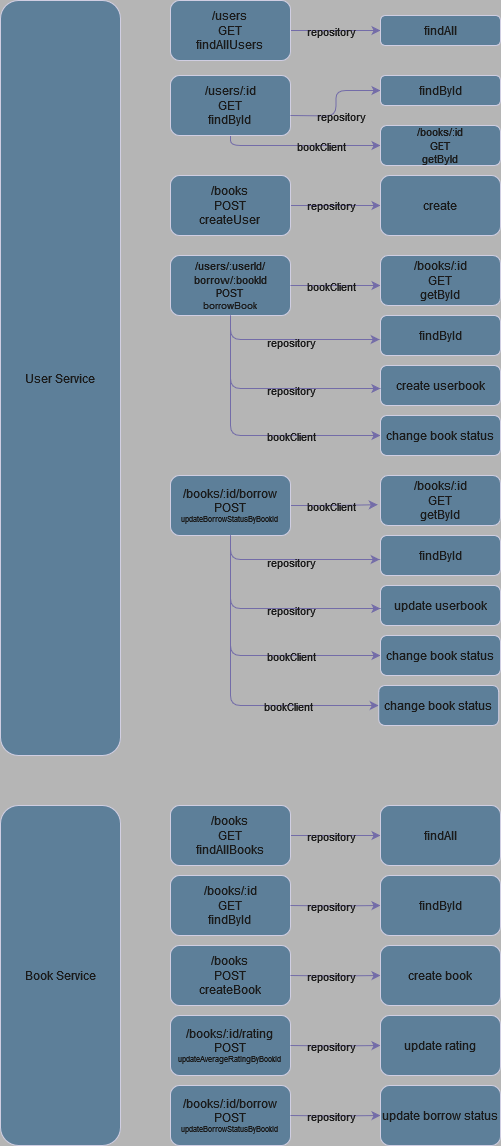 User Service
/users
GET
findAllUsers
repository
findAll
/users/:id
GET
findById
repository
findById
bookClient
/books/:id
GET
getById
/books
POST
createUser
repository
create
/users/:userId/
borrow/:bookId
POST
borrowBook
bookClient
/books/:id
GET
getById
repository
findById
repository
create userbook
bookClient
change book status
/books/:id/borrow
POST
updateBorrowStatusByBookId
bookClient
/books/:id
GET
getById
repository
findById
repository
update userbook
bookClient
change book status
bookClient
change book status
Book Service
/books
GET
findAllBooks
repository
findAll
/books/:id
GET
findById
repository
findById
/books
POST
createBook
repository
create book
/books/:id/rating
POST
updateAverageRatingByBookId
repository
update rating
/books/:id/borrow
POST
updateBorrowStatusByBookId
repository
update borrow status